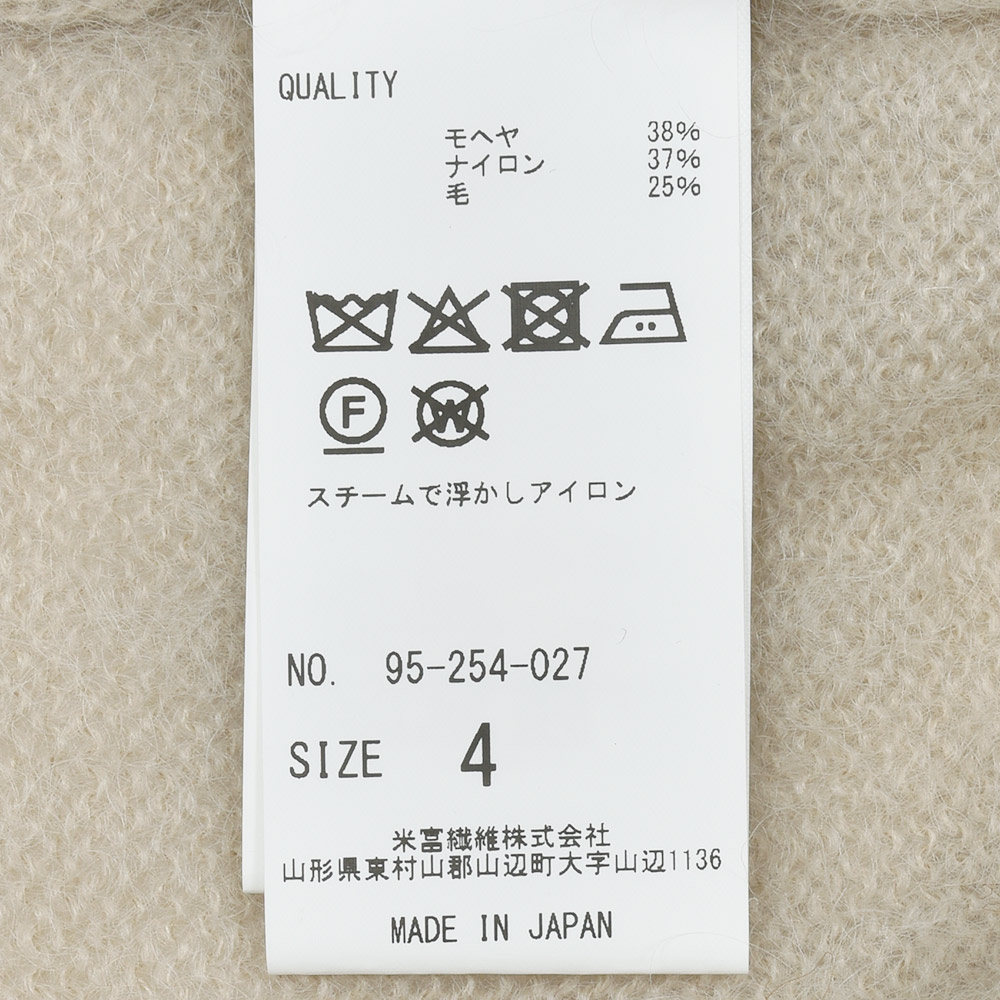 QUALITY
モヘヤ 38%
ナイロン 37%
毛 25%
F
W
スチームで浮かしアイロン
NO. 95-254-027
SIZE 4
米富繊維株式会社
山形県東村山郡山辺町大字山辺1136
MADE IN JAPAN